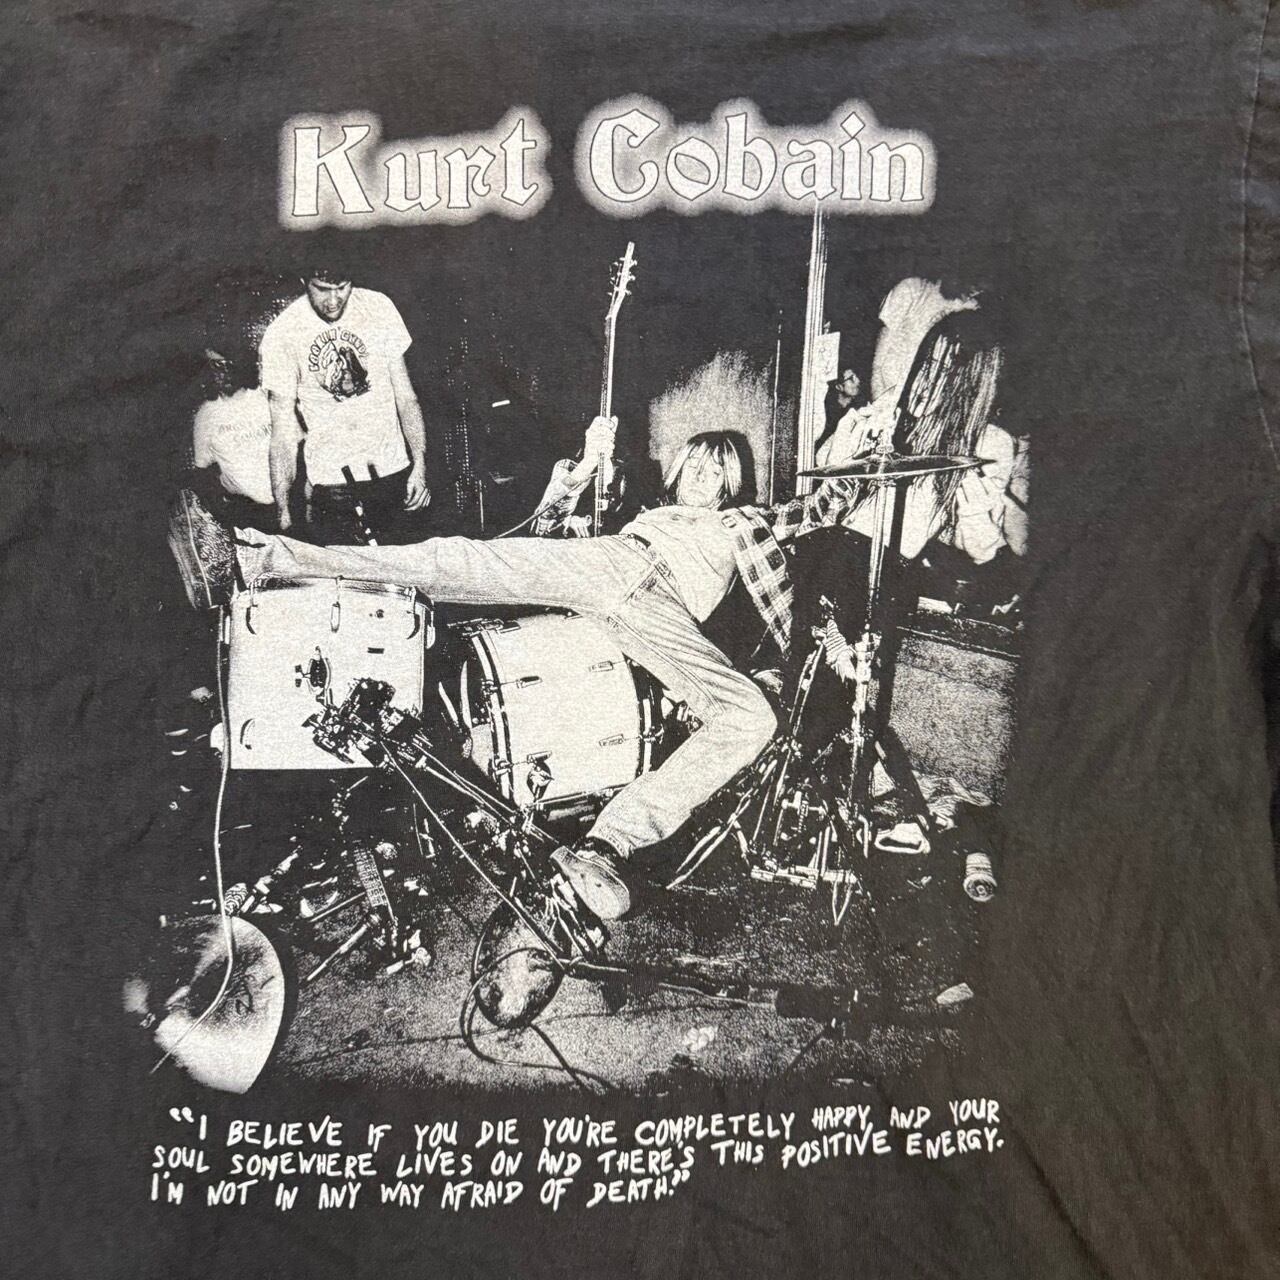 Kurt Cobain
"I BELIEVE IF YOU DIE YOU'RE COMPLETELY HAPPY AND YOUR
SOUL SOMEWHERE LIVES ON AND THERE'S THIS POSITIVE ENERGY.
I'M NOT IN ANY WAY AFRAID OF DEATH."